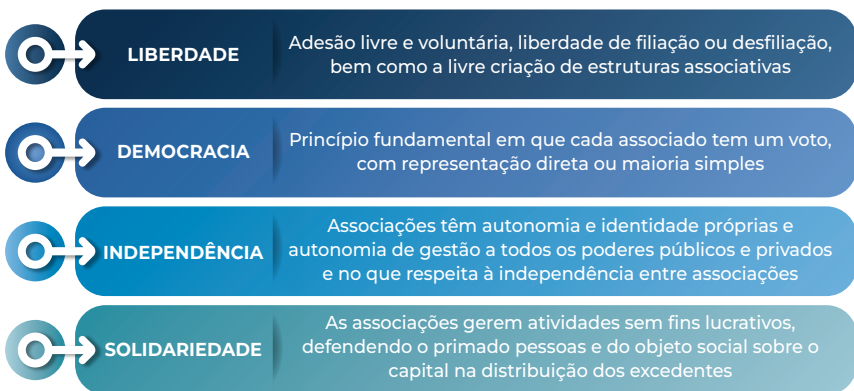 LIBERDADE
Adesão livre e voluntária, liberdade de filiação ou desfiliação,
bem como a livre criação de estruturas associativas
DEMOCRACIA
Princípio fundamental em que cada associado tem um voto,
com representação direta ou maioria simples
INDEPENDÊNCIA
Associações têm autonomia e identidade próprias e
autonomia de gestão a todos os poderes públicos e privados
e no que respeita à independência entre associações
SOLIDARIEDADE
As associações gerem atividades sem fins lucrativos,
defendendo o primado pessoas e do objeto social sobre o
capital na distribuição dos excedentes